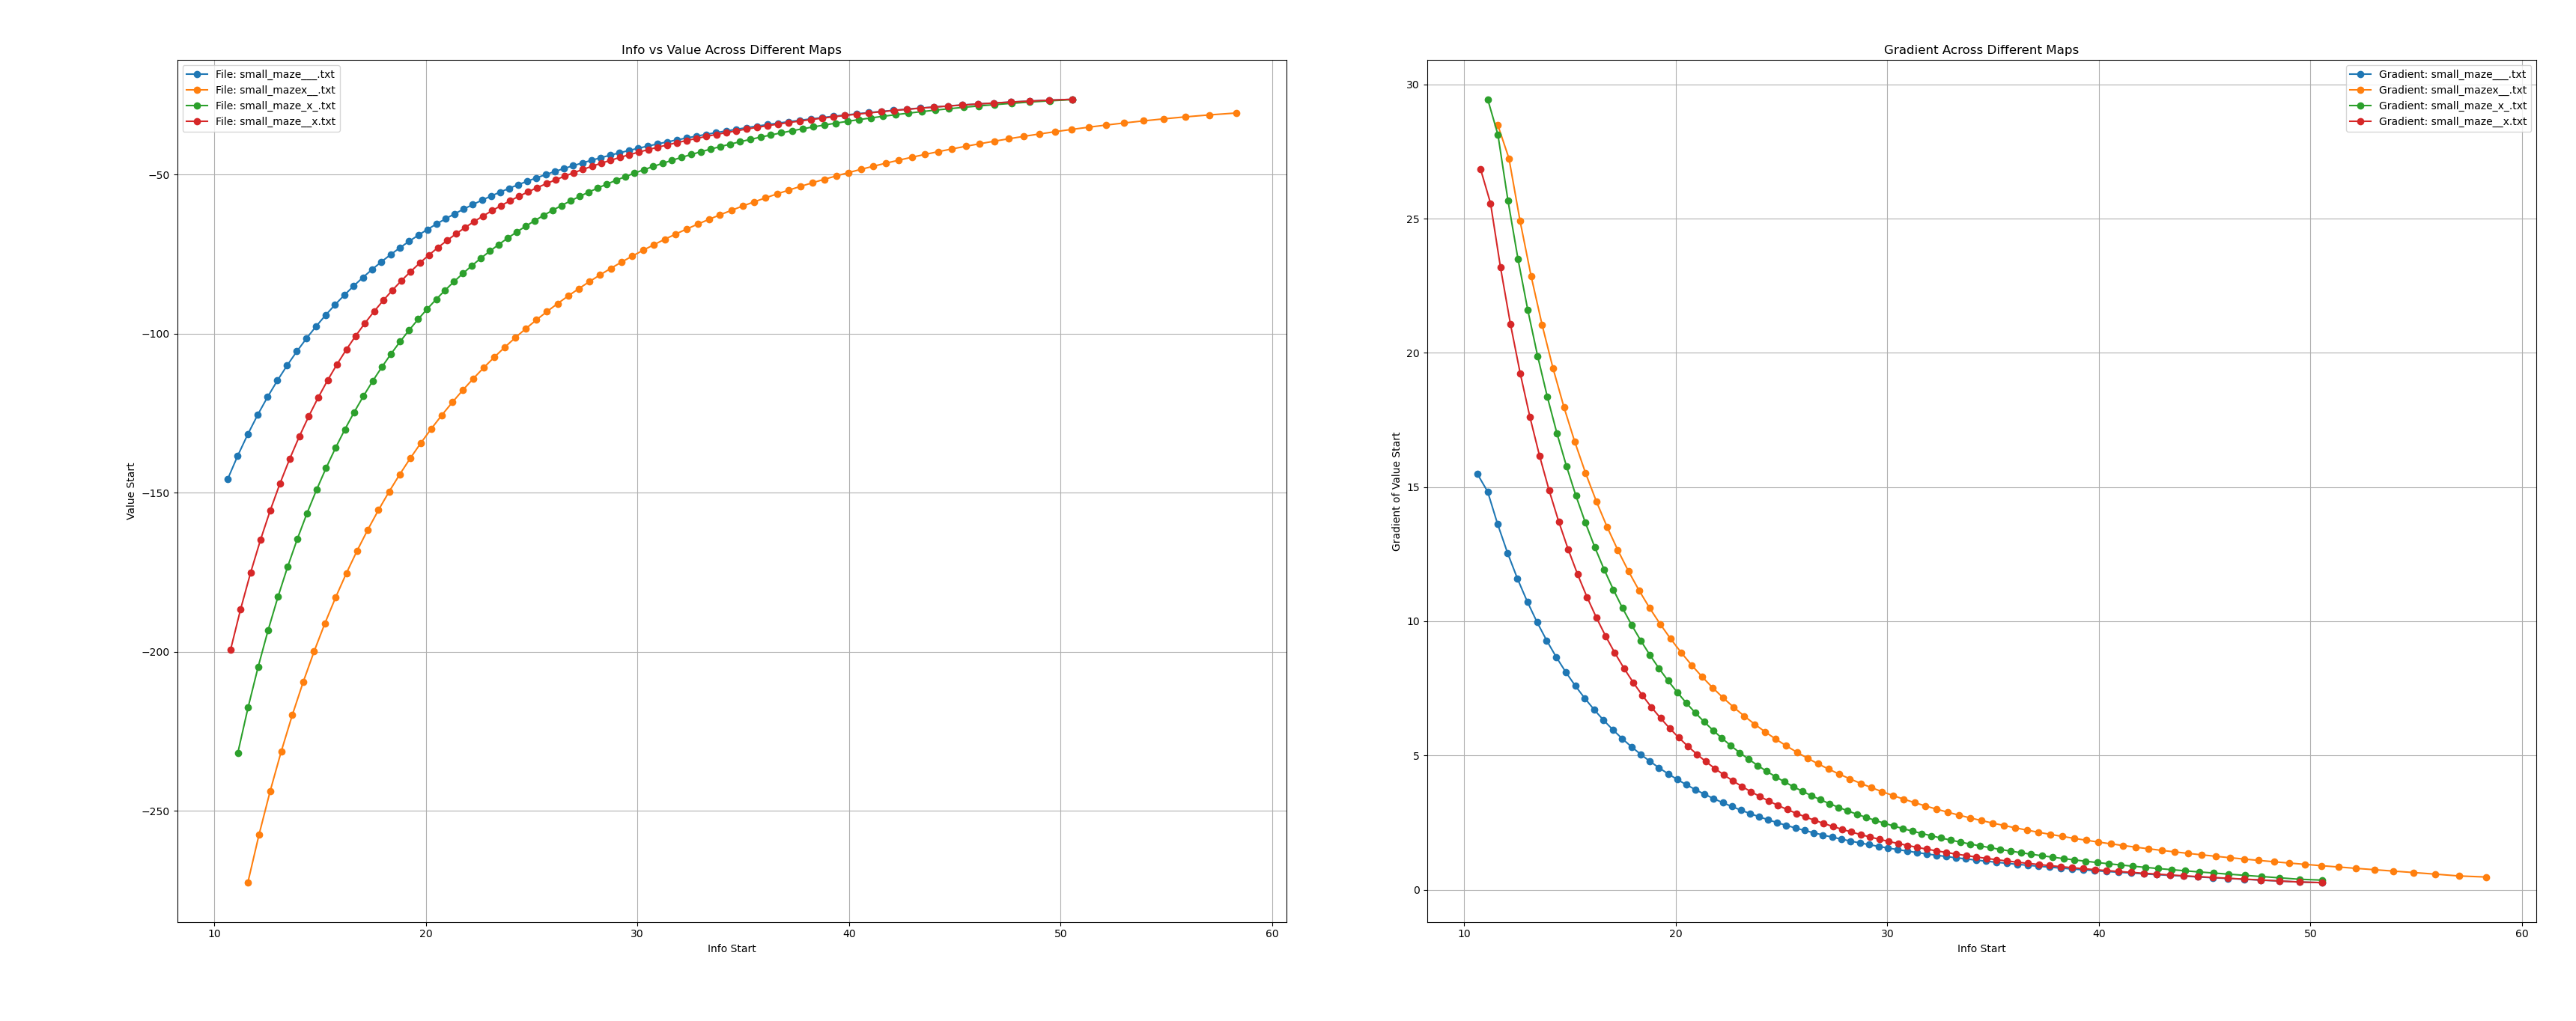 Info vs Value Across Different Maps
File: small_maze___.txt
File: small_mazex__.txt
File: small_maze_x_.txt
File: small_maze__x.txt
Value Start
−50
−100
−150
−200
−250
10 20 30 40 50 60
Info Start
Gradient Across Different Maps
Gradient: small_maze___.txt
Gradient: small_mazex__.txt
Gradient: small_maze_x_.txt
Gradient: small_maze__x.txt
Gradient of Value Start
30
25
20
15
10
5
0
10 20 30 40 50 60
Info Start